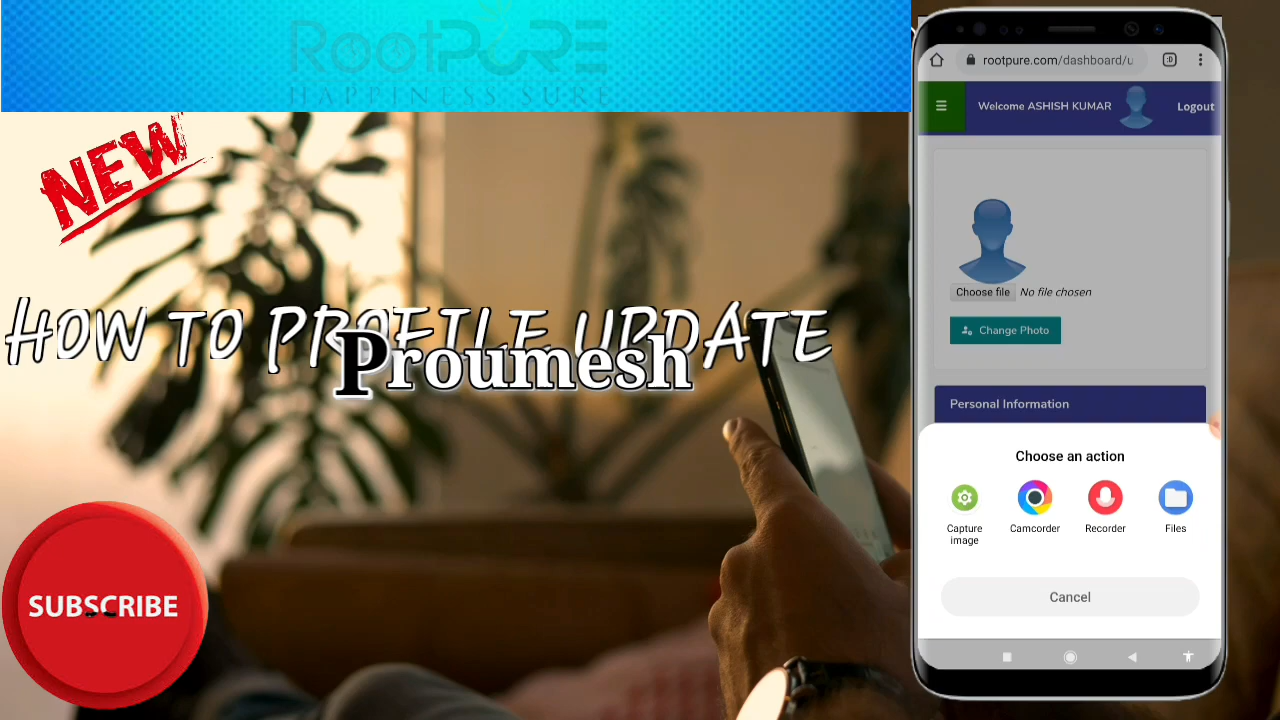 RootPURE
HAPPINESS SURE
NEW
HOW TO PROFILE UPDATE
Proumesh
SUBSCRIBE
rootpure.com/dashboard/u
:D
Welcome ASHISH KUMAR
Logout
Choose file No file chosen
Change Photo
Personal Information
Choose an action
Capture image
Camcorder
Recorder
Files
Cancel